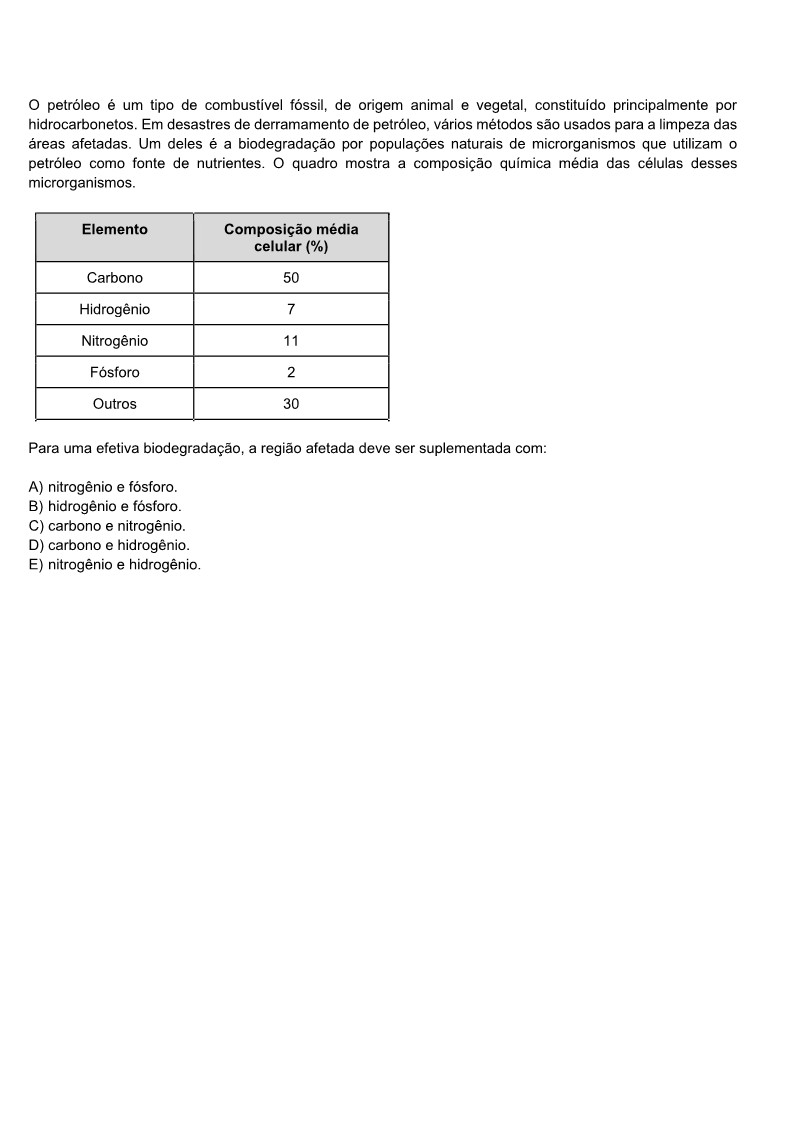 O petróleo é um tipo de combustível fóssil, de origem animal e vegetal, constituído principalmente por
hidrocarbonetos. Em desastres de derramamento de petróleo, vários métodos são usados para a limpeza das
áreas afetadas. Um deles é a biodegradação por populações naturais de microrganismos que utilizam o
petróleo como fonte de nutrientes. O quadro mostra a composição química média das células desses
microrganismos.
Elemento Composição média
celular (%)
Carbono 50
Hidrogênio 7
Nitrogênio 11
Fósforo 2
Outros 30
Para uma efetiva biodegradação, a região afetada deve ser suplementada com:
A) nitrogênio e fósforo.
B) hidrogênio e fósforo.
C) carbono e nitrogênio.
D) carbono e hidrogênio.
E) nitrogênio e hidrogênio.